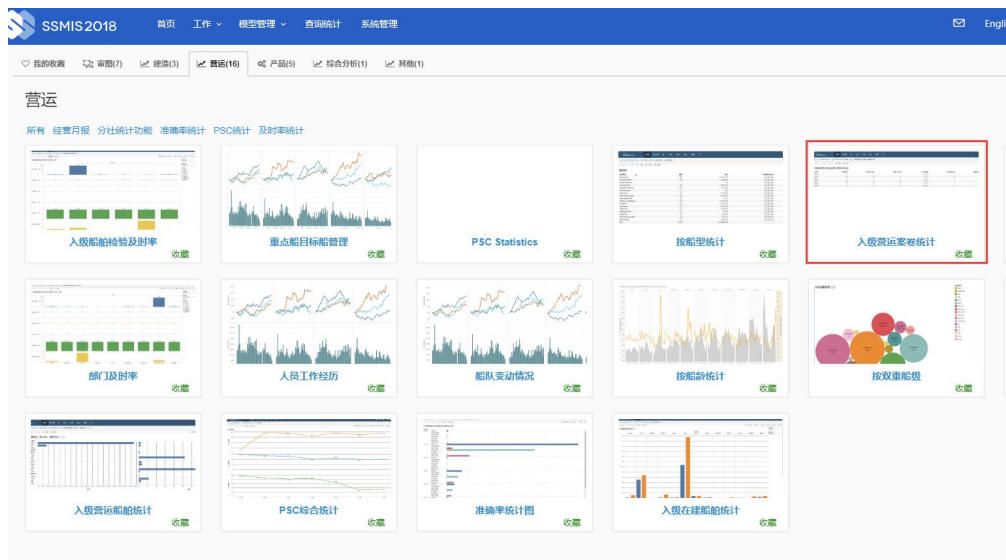 SSMIS2018 首页 工作 模型管理 查询统计 系统管理 Engli
我的收藏 审图(7) 建造(3) 营运(16) 产品(5) 综合分析(1) 其他(1)
营运
所有 经营月报 分社统计功能 准确率统计 PSC统计 及时率统计
入级船舶检验及时率 重点船目标船管理 PSC Statistics 按船型统计 入级营运案卷统计
收藏 收藏 收藏 收藏 收藏
部门及时率 人员工作经历 船队变动情况 按船龄统计 按双重船级
收藏 收藏 收藏 收藏 收藏
入级营运船舶统计 PSC综合统计 准确率统计图 入级在建船舶统计
收藏 收藏 收藏 收藏